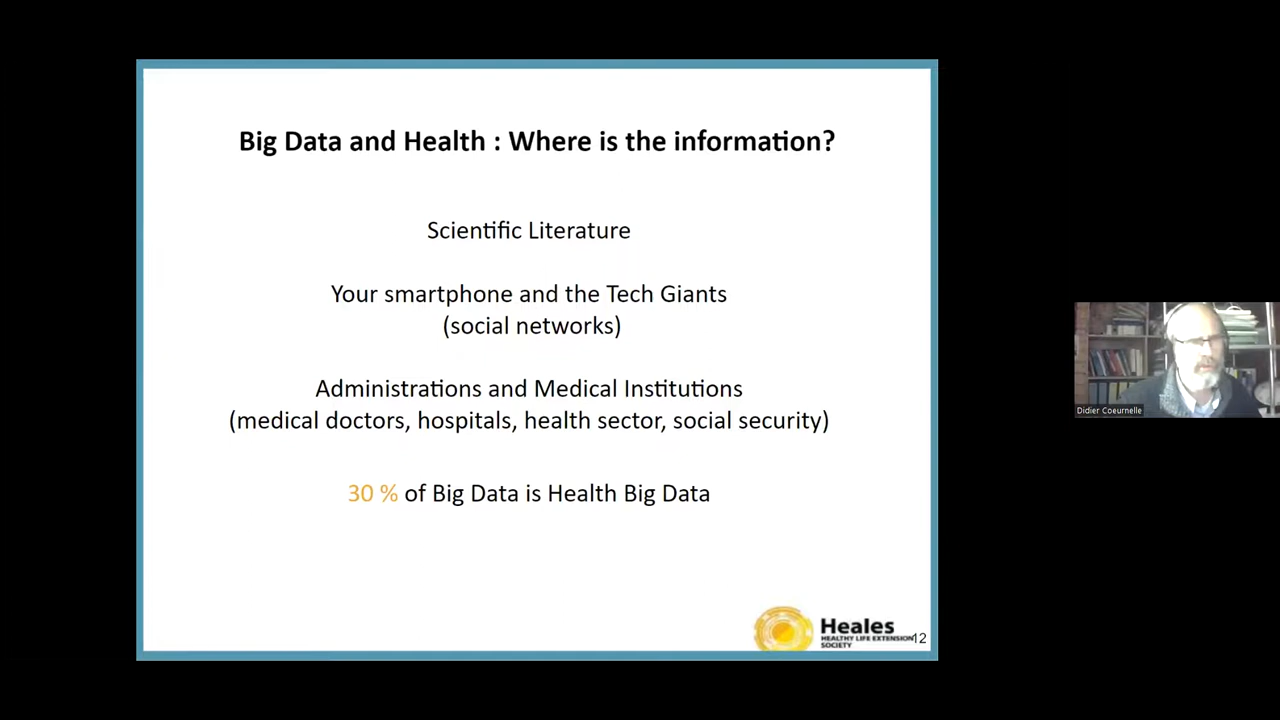 Big Data and Health : Where is the information?
Scientific Literature
Your smartphone and the Tech Giants
(social networks)
Administrations and Medical Institutions
(medical doctors, hospitals, health sector, social security)
30 % of Big Data is Health Big Data
Heales
HEALTHY LIFE EXTENSION
SOCIETY
12
Didier Coeurnelle